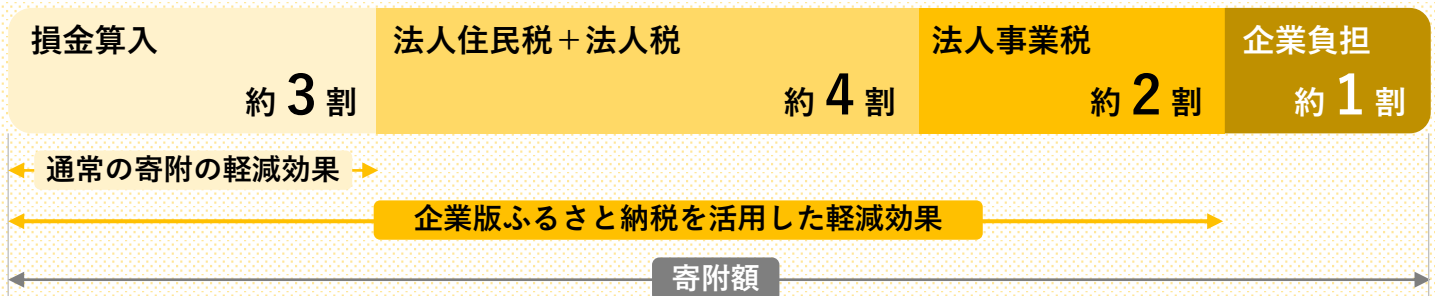 損金算入
約 3 割
法人住民税＋法人税
約 4 割
法人事業税
約 2 割
企業負担
約 1 割
通常の寄附の軽減効果
企業版ふるさと納税を活用した軽減効果
寄附額